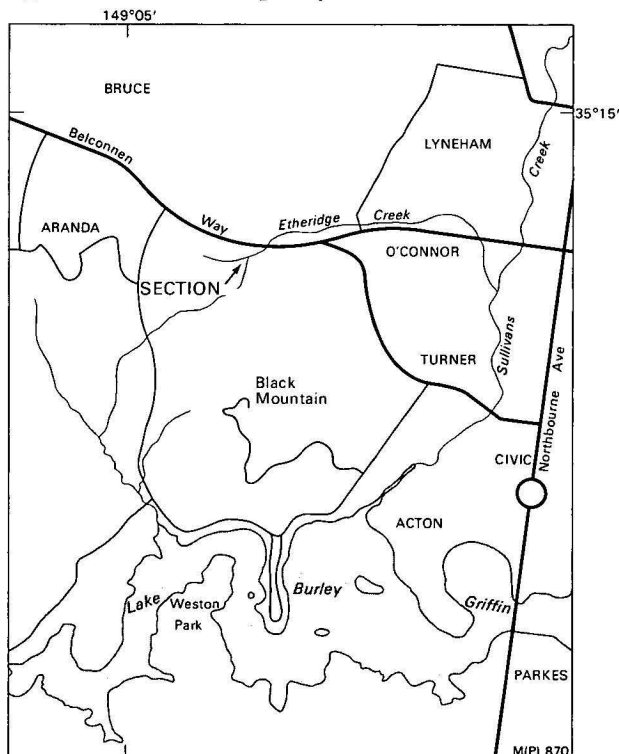 149°05'
BRUCE
35°15'
Belconnen
LYNEHAM
Creek
Way
Etheridge Creek
ARANDA
O'CONNOR
SECTION
Sullivans
TURNER
Northbourne Ave
Black
Mountain
CIVIC
ACTON
Lake
Weston
Park
Burley
Griffin
PARKES
M(P) 870